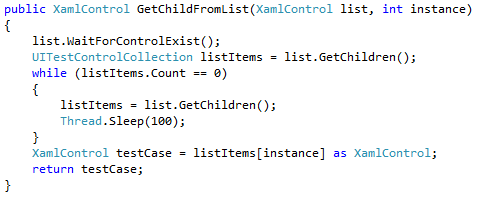 public XamlControl GetChildFromList(XamlControl list, int instance)
{
    list.WaitForControlExist();
    UITestControlCollection listItems = list.GetChildren();
    while (listItems.Count == 0)
    {
        listItems = list.GetChildren();
        Thread.Sleep(100);
    }
    XamlControl testCase = listItems[instance] as XamlControl;
    return testCase;
}